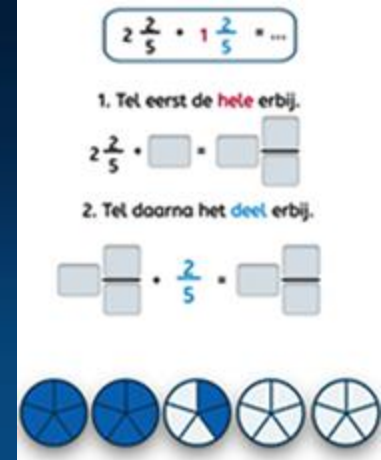 2 2/5 + 1 2/5 = ...
1. Tel eerst de hele erbij.
2 2/5 + =
2. Tel daarna het deel erbij.
+ 2/5 =